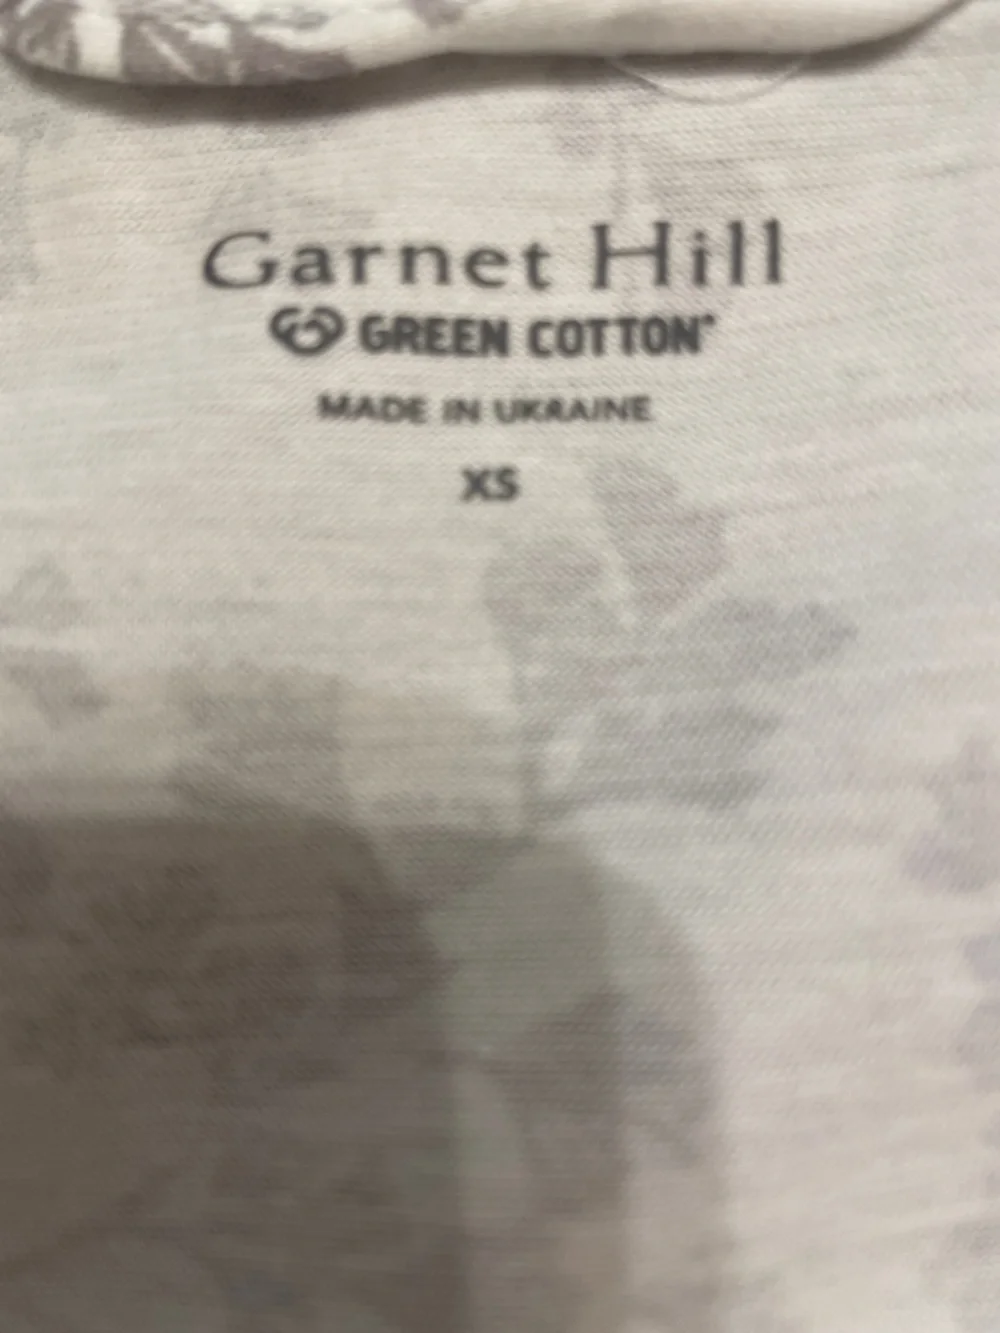 Garnet Hill
GREEN COTTON®
MADE IN UKRAINE
XS